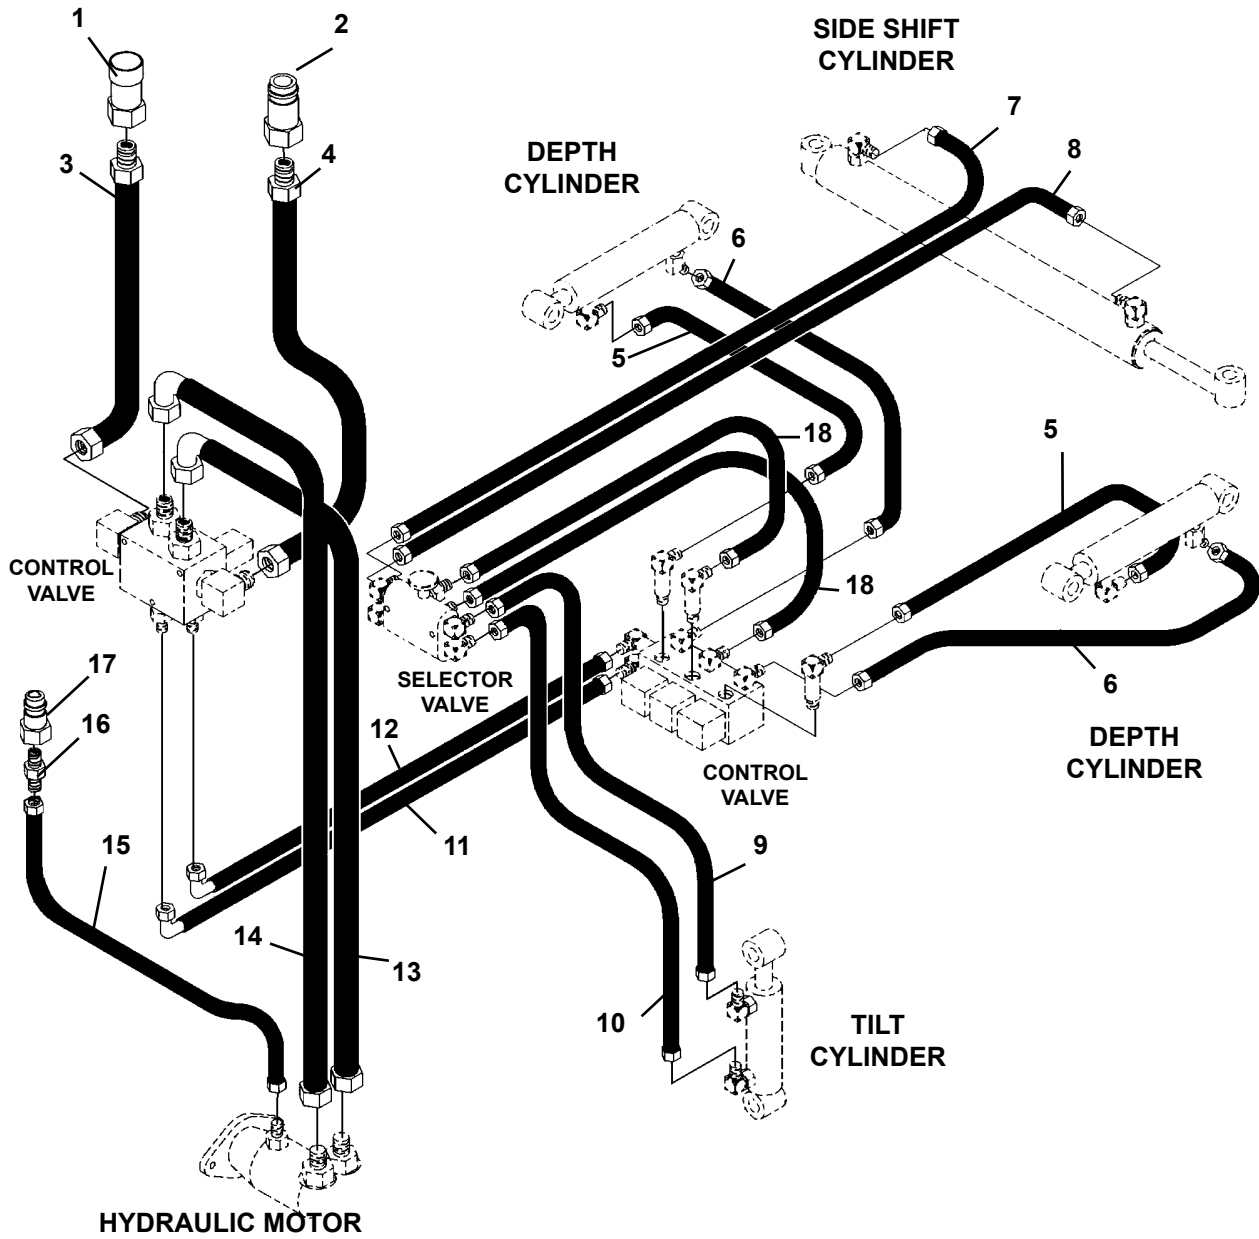 1
2
SIDE SHIFT
CYLINDER
7
3
4
DEPTH
CYLINDER
8
6
5
18
5
CONTROL
VALVE
18
17
SELECTOR
VALVE
6
16
12
DEPTH
CYLINDER
CONTROL
VALVE
15
11
9
14
13
10
TILT
CYLINDER
HYDRAULIC MOTOR